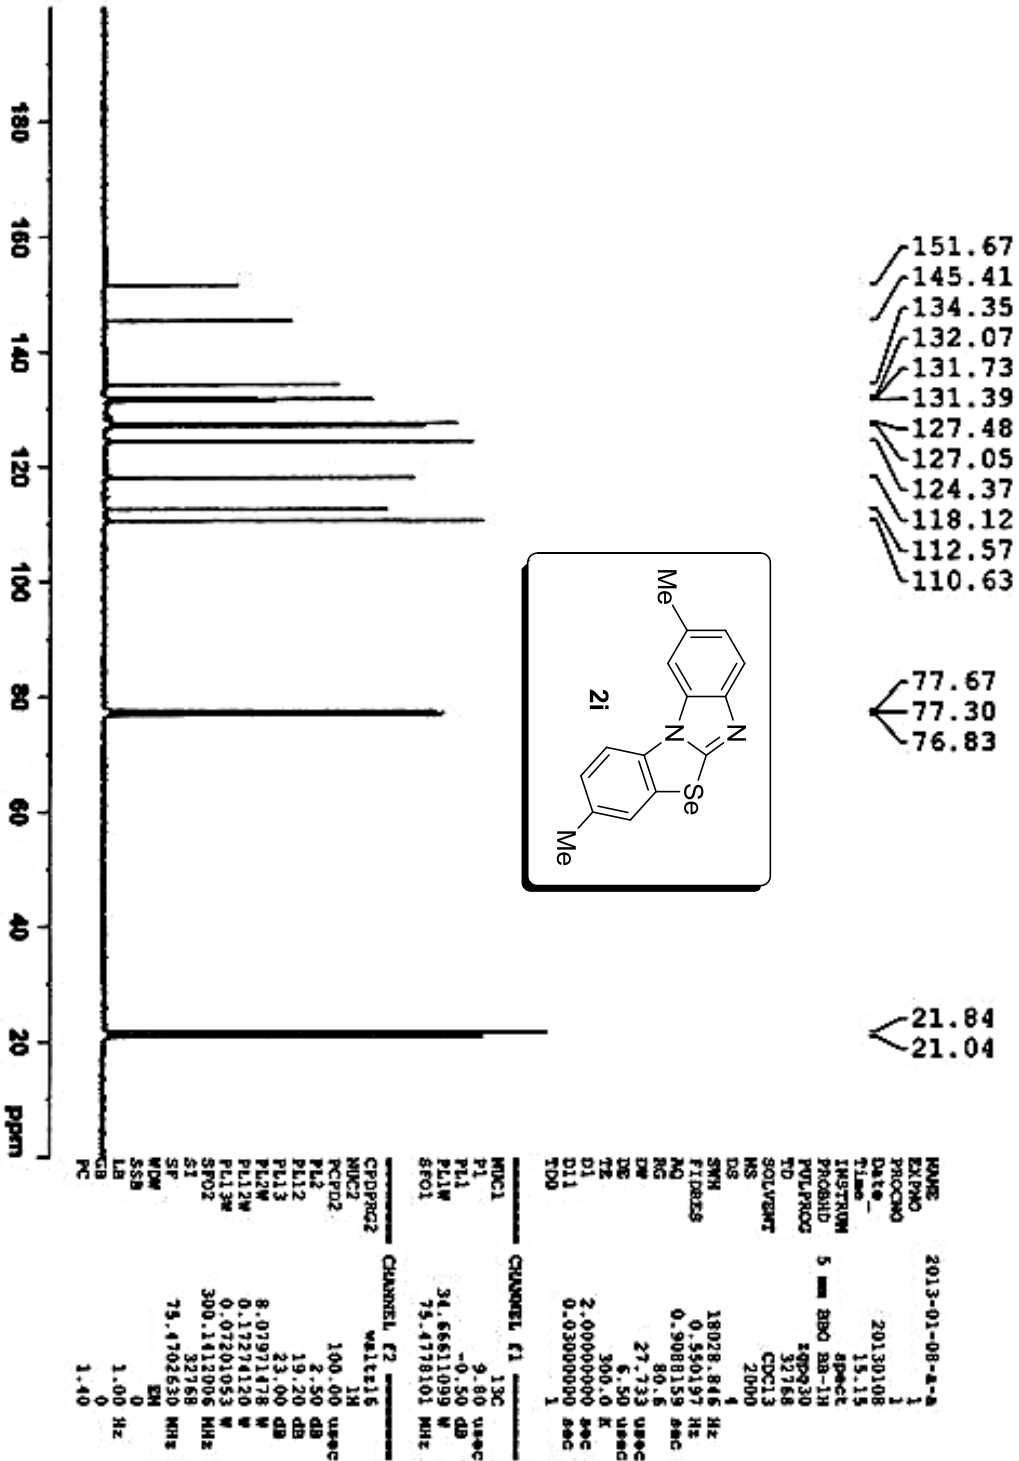 151.67
145.41
134.35
132.07
131.73
131.39
127.48
127.05
124.37
118.12
112.57
110.63
77.67
77.30
76.83
21.84
21.04
Me
N
N
Se
Me
2i
180
160
140
120
100
80
60
40
20
ppm
NAME 2013-01-08-a-a
EXPNO 1
PROCNO 1
Date_ 20130108
Time 15.15
INSTRUM spect
PROBHD 5 mm BBO BB-1H
PULPROG zgpg30
TD 32768
SOLVENT CDCl3
NS 2000
DS 4
SWH 18028.846 Hz
FIDRES 0.550197 Hz
AQ 0.9088159 sec
RG 80.6
DW 27.733 usec
DE 6.50 usec
TE 300.0 K
D1 2.00000000 sec
D11 0.03000000 sec
TD0 1
CHANNEL f1
NUC1 13C
P1 9.80 usec
PL1 -0.50 dB
PL1W 34.66611099 W
SFO1 75.4778101 MHz
CHANNEL f2
CPDPRG2 waltz16
NUC2 1H
PCPD2 100.00 usec
PL2 2.50 dB
PL12 19.20 dB
PL13 23.00 dB
PL2W 8.07971478 W
PL12W 0.17274120 W
PL13W 0.07201053 W
SFO2 300.1412006 MHz
SI 32768
SF 75.4702630 MHz
WDW EM
SSB 0
LB 1.00 Hz
GB 0
PC 1.40